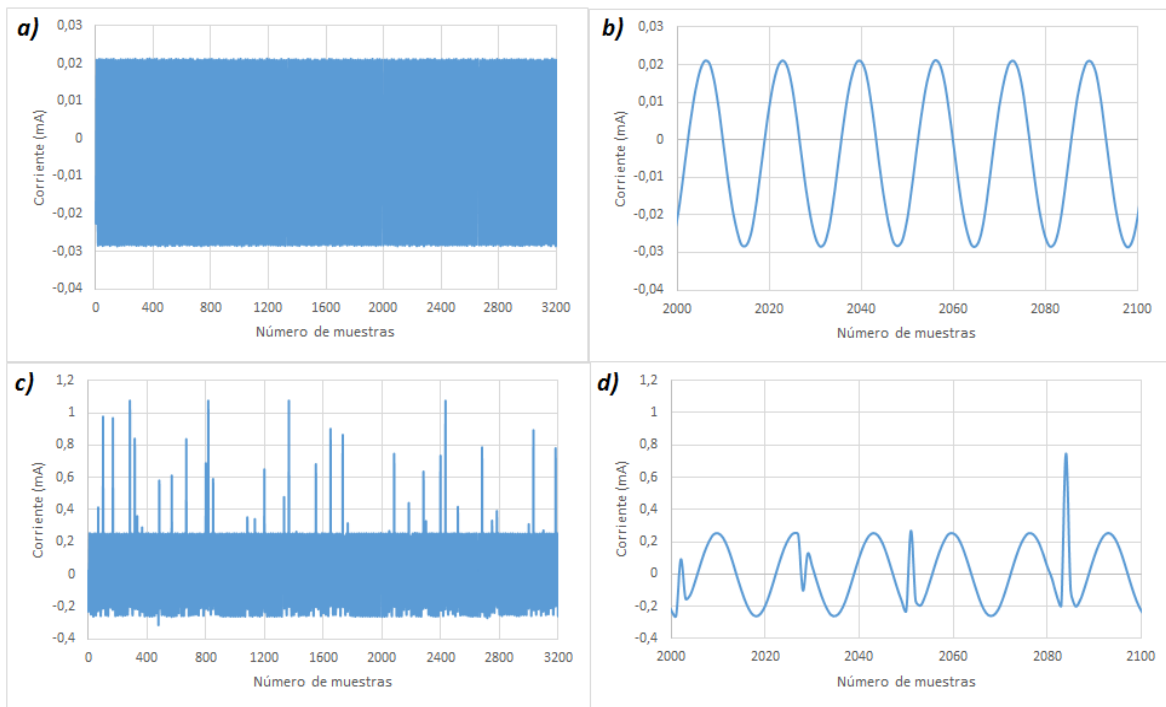 a)
0,03
0,02
0,01
0
-0,01
-0,02
-0,03
-0,04
Corriente (mA)
0 400 800 1200 1600 2000 2400 2800 3200
Número de muestras
b)
0,03
0,02
0,01
0
-0,01
-0,02
-0,03
-0,04
Corriente (mA)
2000 2020 2040 2060 2080 2100
Número de muestras
c)
1,2
1
0,8
0,6
0,4
0,2
0
-0,2
-0,4
Corriente (mA)
0 400 800 1200 1600 2000 2400 2800 3200
Número de muestras
d)
1,2
1
0,8
0,6
0,4
0,2
0
-0,2
-0,4
Corriente (mA)
2000 2020 2040 2060 2080 2100
Número de muestras